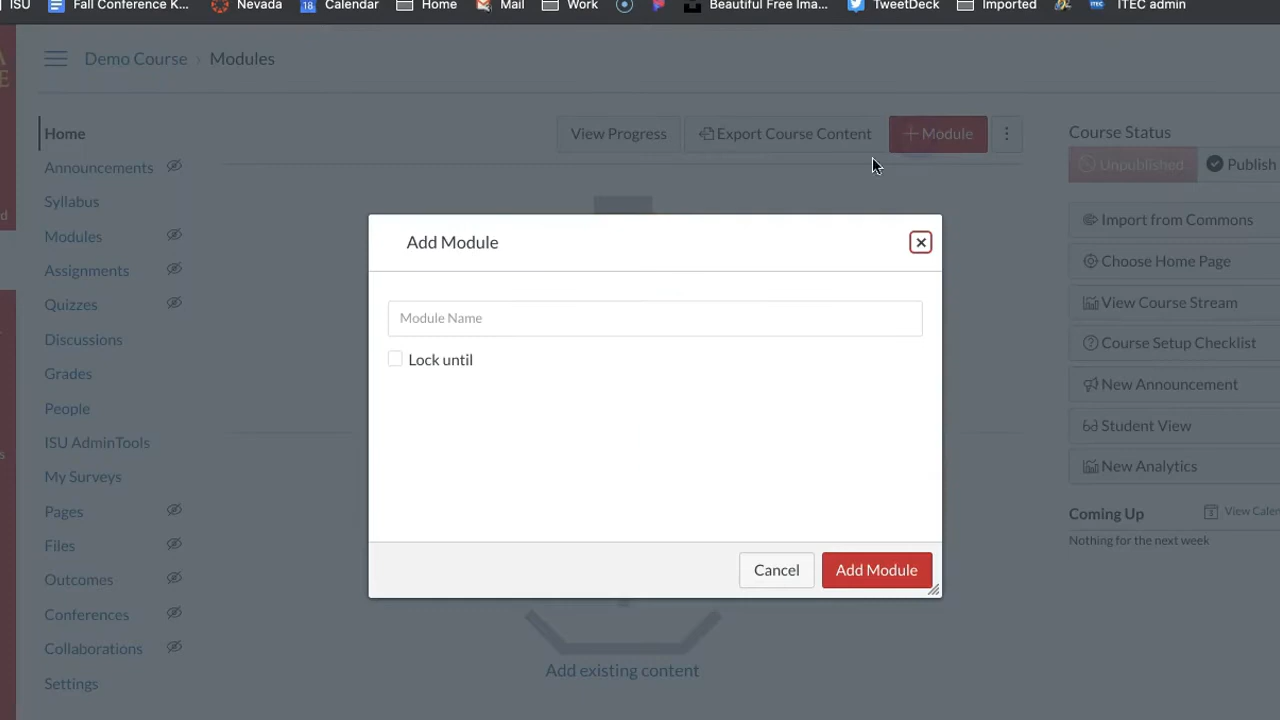 ISU Fall Conference K... Nevada 18 Calendar Home Mail Work Beautiful Free Ima... TweetDeck Imported ITEC admin
Demo Course › Modules
Home
Announcements
Syllabus
Modules
Assignments
Quizzes
Discussions
Grades
People
ISU AdminTools
My Surveys
Pages
Files
Outcomes
Conferences
Collaborations
Settings
View Progress Export Course Content + Module
Add Module
Module Name
Lock until
Cancel Add Module
Add existing content
Course Status
Unpublished Publish
Import from Commons
Choose Home Page
View Course Stream
Course Setup Checklist
New Announcement
Student View
New Analytics
Coming Up View Calen
Nothing for the next week